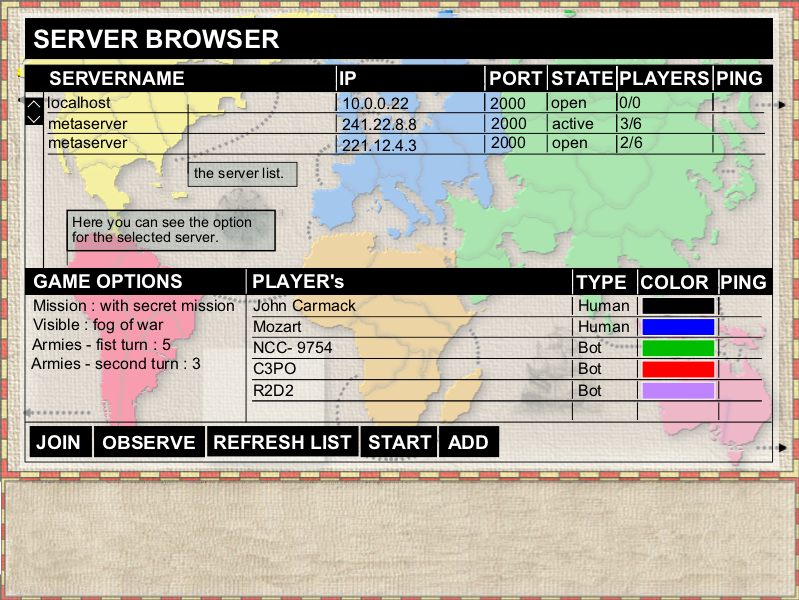 SERVER BROWSER
SERVERNAME IP PORT STATE PLAYERS PING
localhost 10.0.0.22 2000 open 0/0
metaserver 241.22.8.8 2000 active 3/6
metaserver 221.12.4.3 2000 open 2/6
the server list.
Here you can see the option
for the selected server.
GAME OPTIONS PLAYER's TYPE COLOR PING
Mission : with secret mission John Carmack Human
Visible : fog of war Mozart Human
Armies - fist turn : 5 NCC- 9754 Bot
Armies - second turn : 3 C3PO Bot
R2D2 Bot
JOIN OBSERVE REFRESH LIST START ADD